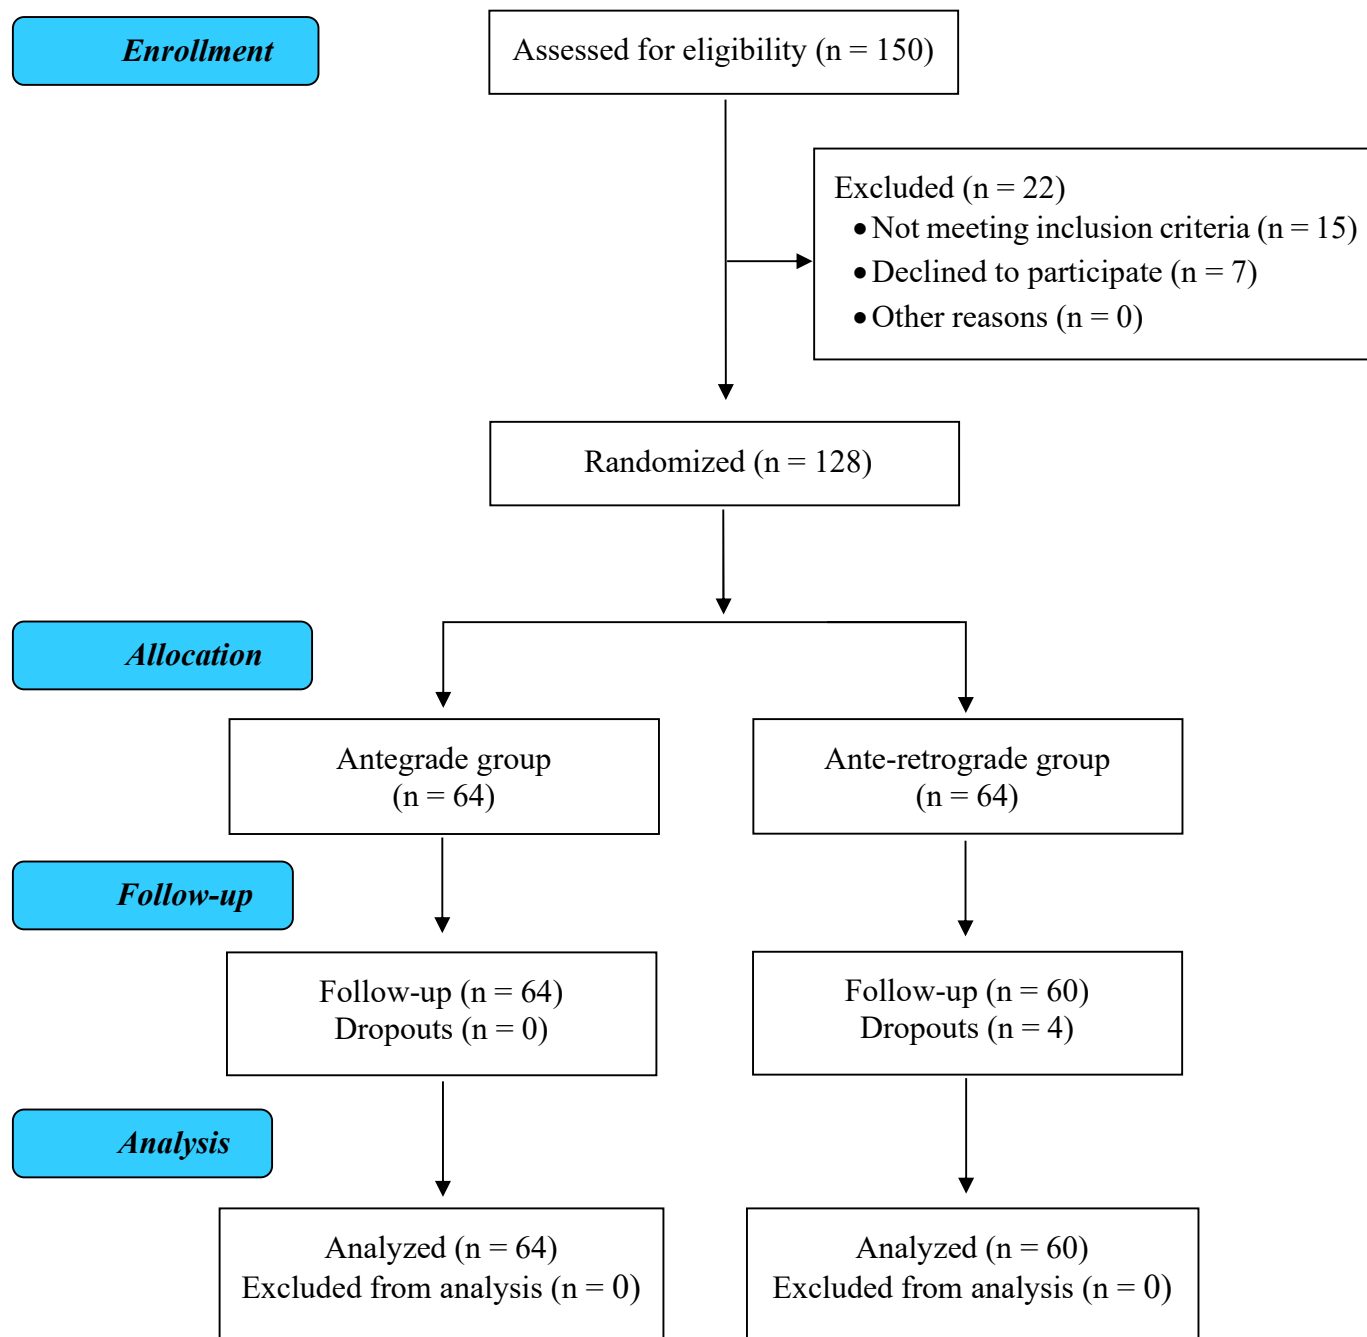 Enrollment
Assessed for eligibility (n = 150)
Excluded (n = 22)
• Not meeting inclusion criteria (n = 15)
• Declined to participate (n = 7)
• Other reasons (n = 0)
Randomized (n = 128)
Allocation
Antegrade group
(n = 64)
Ante-retrograde group
(n = 64)
Follow-up
Follow-up (n = 64)
Dropouts (n = 0)
Follow-up (n = 60)
Dropouts (n = 4)
Analysis
Analyzed (n = 64)
Excluded from analysis (n = 0)
Analyzed (n = 60)
Excluded from analysis (n = 0)